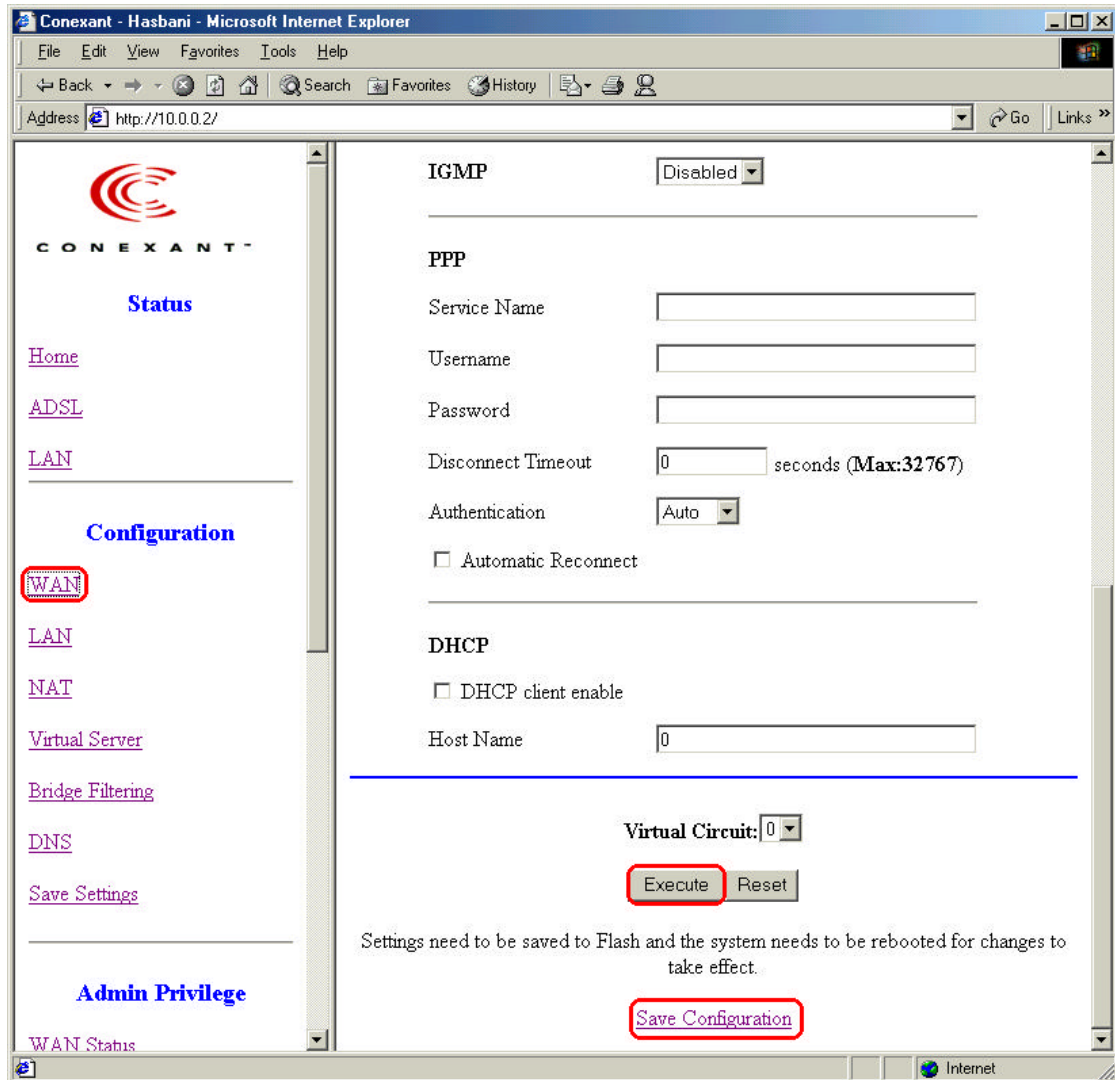 Conexant - Hasbani - Microsoft Internet Explorer
File Edit View Favorites Tools Help
Back Search Favorites History
Address http://10.0.0.2/ Go Links »
CONEXANT™
Status
Home
ADSL
LAN
Configuration
WAN
LAN
NAT
Virtual Server
Bridge Filtering
DNS
Save Settings
Admin Privilege
WAN Status
IGMP Disabled
PPP
Service Name
Username
Password
Disconnect Timeout 0 seconds (Max:32767)
Authentication Auto
Automatic Reconnect
DHCP
DHCP client enable
Host Name 0
Virtual Circuit: 0
Execute Reset
Settings need to be saved to Flash and the system needs to be rebooted for changes to
take effect.
Save Configuration
Internet